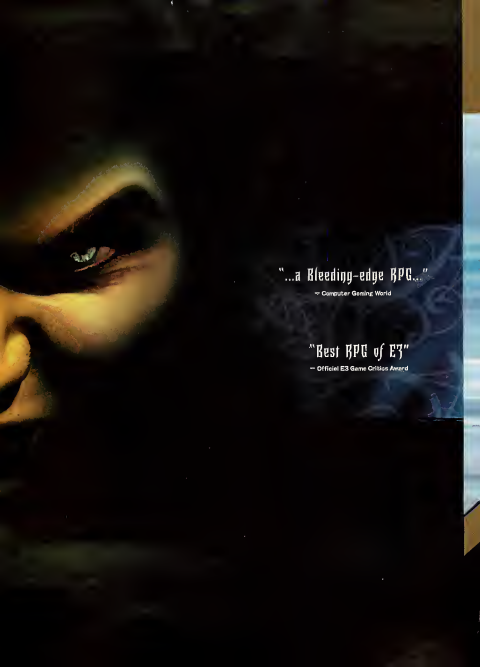 "...a Bleeding-edge RPG..."
– Computer Gaming World
"Best RPG of E3"
– Official E3 Game Critics Award